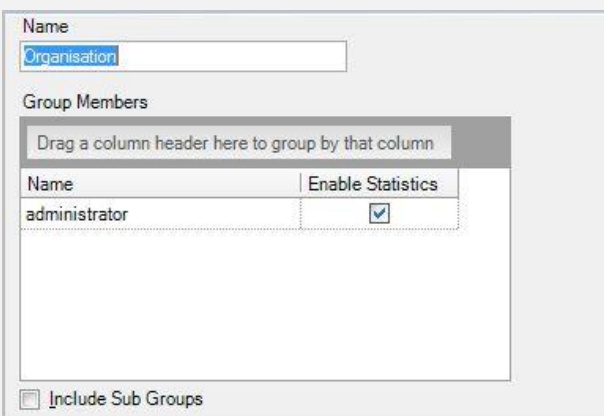 Name
Organisation
Group Members
Drag a column header here to group by that column
Name Enable Statistics
administrator
Include Sub Groups